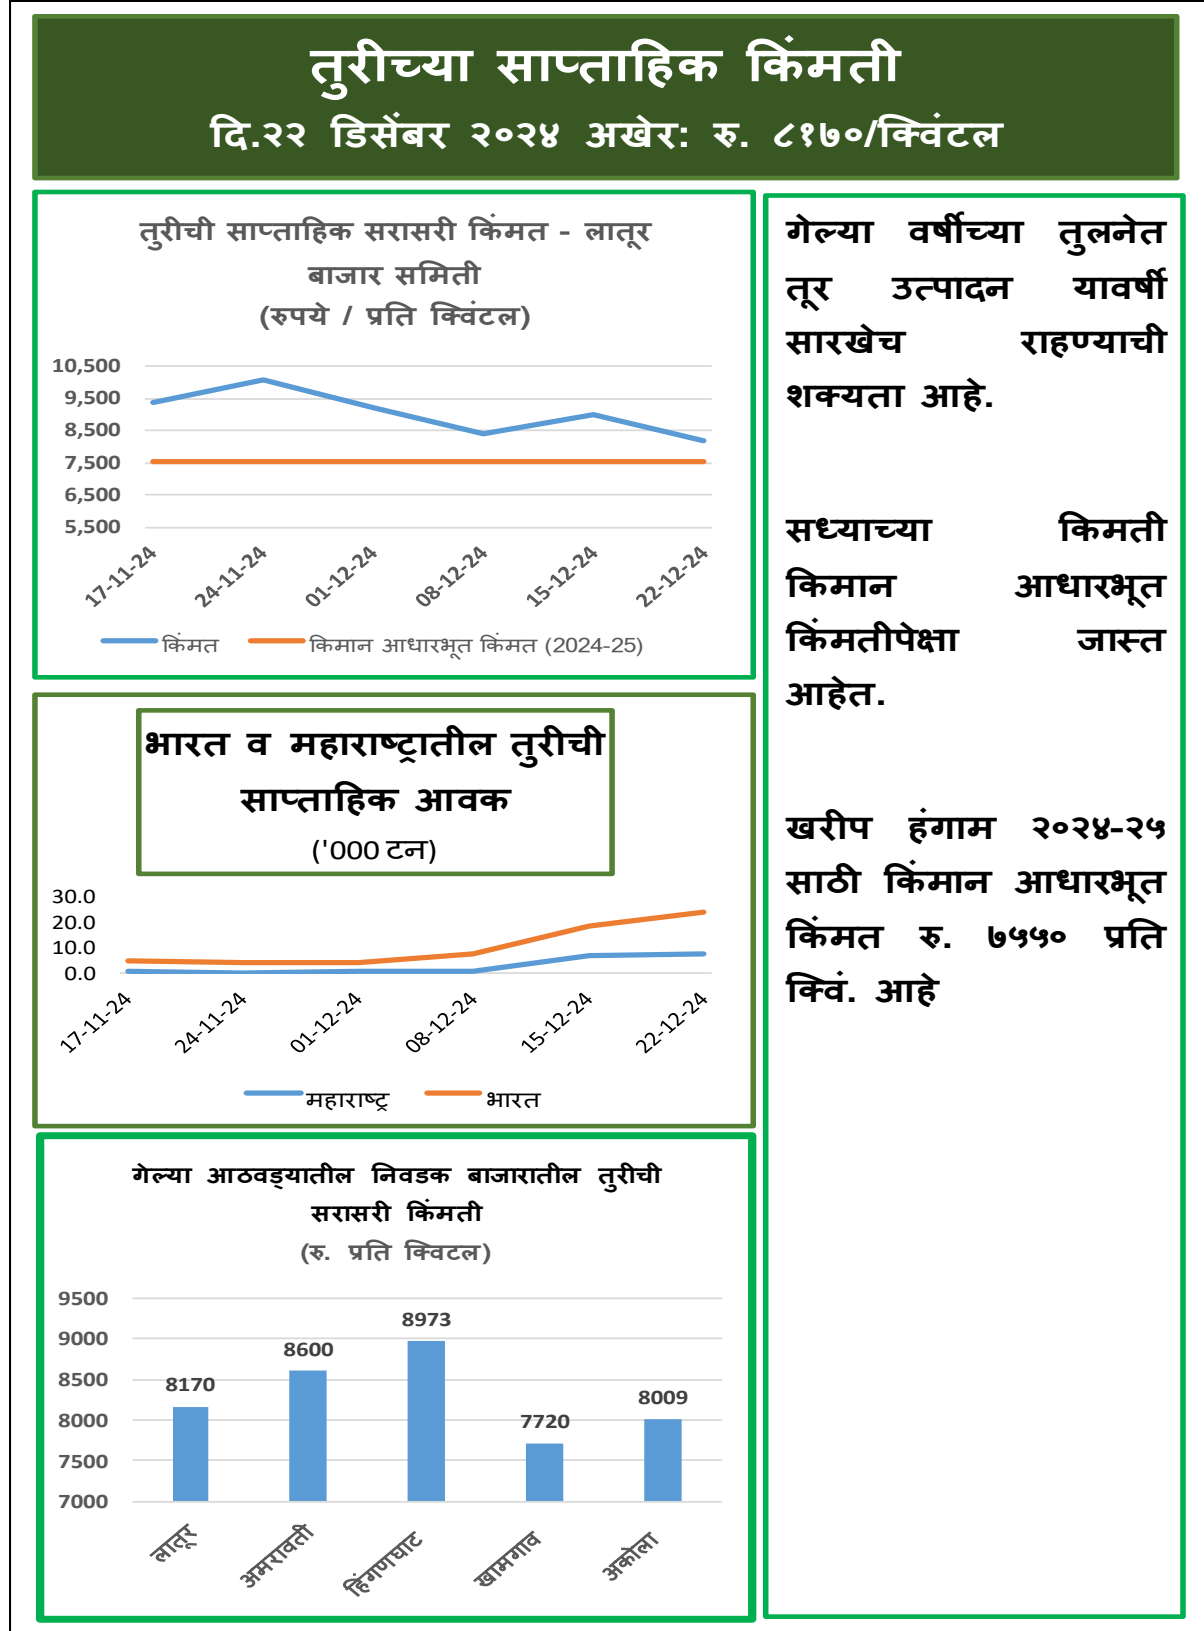 तुरीच्या साप्ताहिक किंमती
दि.२२ डिसेंबर २०२४ अखेर: रु. ८१७०/क्विंटल
तुरीची साप्ताहिक सरासरी किंमत - लातूर
बाजार समिती
(रुपये / प्रति क्विंटल)
10,500
9,500
8,500
7,500
6,500
5,500
17-11-24
24-11-24
01-12-24
08-12-24
15-12-24
22-12-24
किंमत
किमान आधारभूत किंमत (2024-25)
भारत व महाराष्ट्रातील तुरीची
साप्ताहिक आवक
('000 टन)
30.0
20.0
10.0
0.0
17-11-24
24-11-24
01-12-24
08-12-24
15-12-24
22-12-24
महाराष्ट्र
भारत
गेल्या आठवड्यातील निवडक बाजारातील तुरीची
सरासरी किंमती
(रु. प्रति क्विटल)
9500
9000
8500
8000
7500
7000
8170
8600
8973
7720
8009
लातूर
अमरावती
हिंगणघाट
खामगाव
अकोला
गेल्या वर्षीच्या तुलनेत
तूर उत्पादन यावर्षी
सारखेच राहण्याची
शक्यता आहे.
सध्याच्या किमती
किमान आधारभूत
किंमतीपेक्षा जास्त
आहेत.
खरीप हंगाम २०२४-२५
साठी किंमान आधारभूत
किंमत रु. ७५५० प्रति
क्विं. आहे